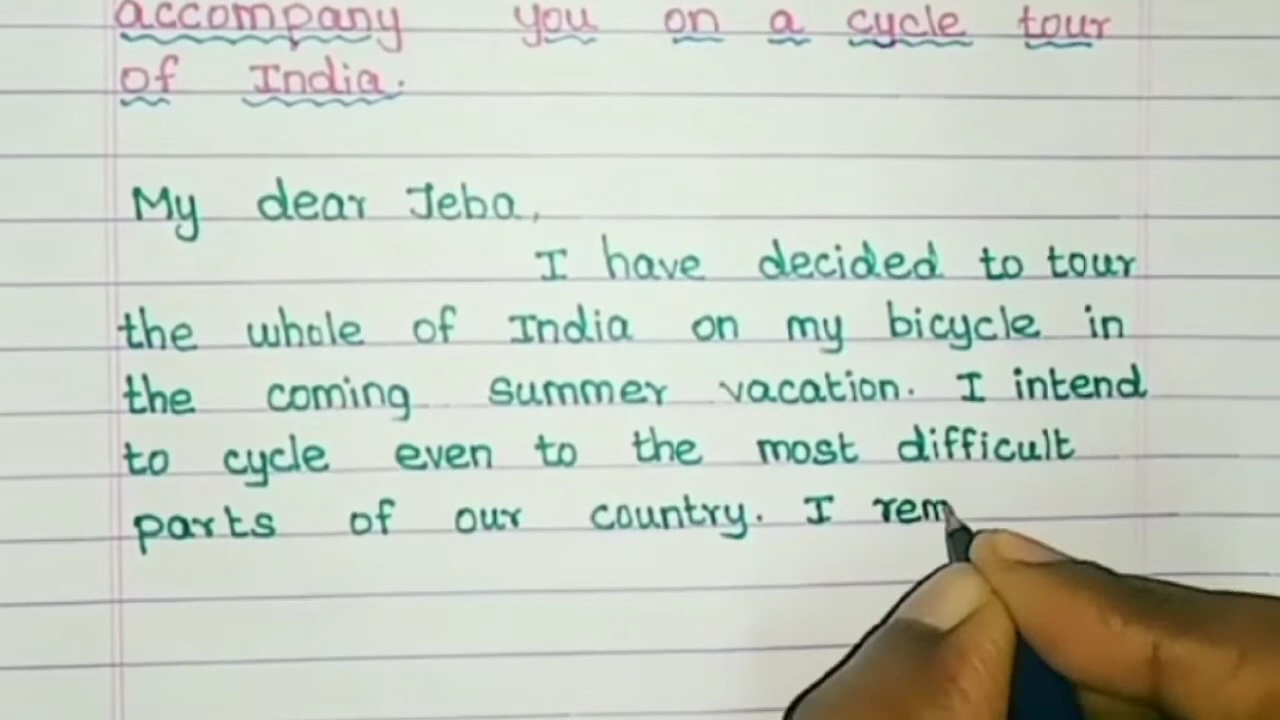 accompany you on a cycle tour
of India.
My dear Jeba,
I have decided to tour
the whole of India on my bicycle in
the coming summer vacation. I intend
to cycle even to the most difficult
parts of our country. I rem